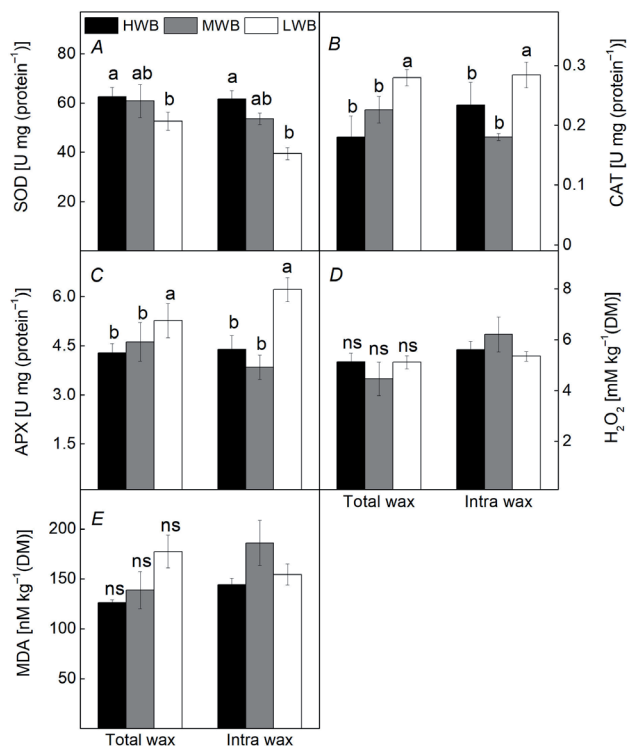 HWB MWB LWB
A
a ab b a ab b
80
60
40
20
SOD [U mg (protein⁻¹)]
B
b b a b b a
0.3
0.2
0.1
0
CAT [U mg (protein⁻¹)]
C
b b a b b a
6.0
4.5
3.0
1.5
APX [U mg (protein⁻¹)]
D
ns ns ns
8
6
4
2
H₂O₂ [mM kg⁻¹(DM)]
Total wax Intra wax
E
ns ns ns
200
150
100
50
MDA [nM kg⁻¹(DM)]
Total wax Intra wax